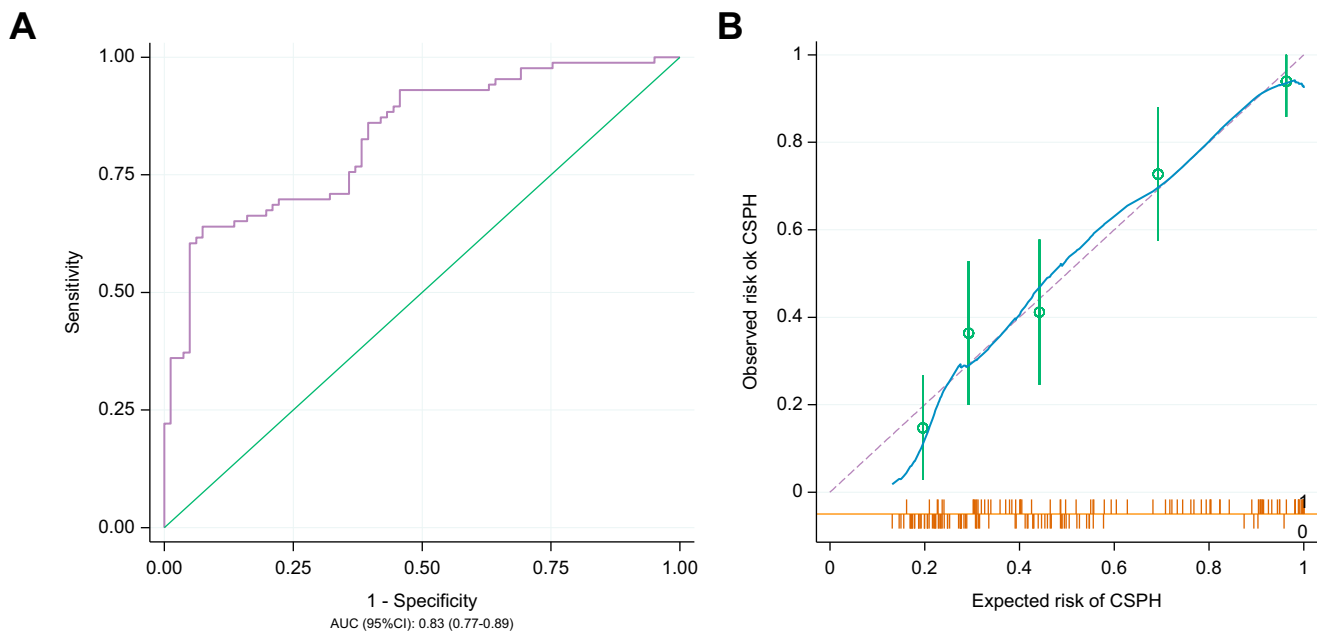 A
1.00
0.75
0.50
0.25
0.00
Sensitivity
0.00 0.25 0.50 0.75 1.00
1 - Specificity
AUC (95%CI): 0.83 (0.77-0.89)
B
1
0.8
0.6
0.4
0.2
0
Observed risk ok CSPH
1
0
0 0.2 0.4 0.6 0.8 1
Expected risk of CSPH